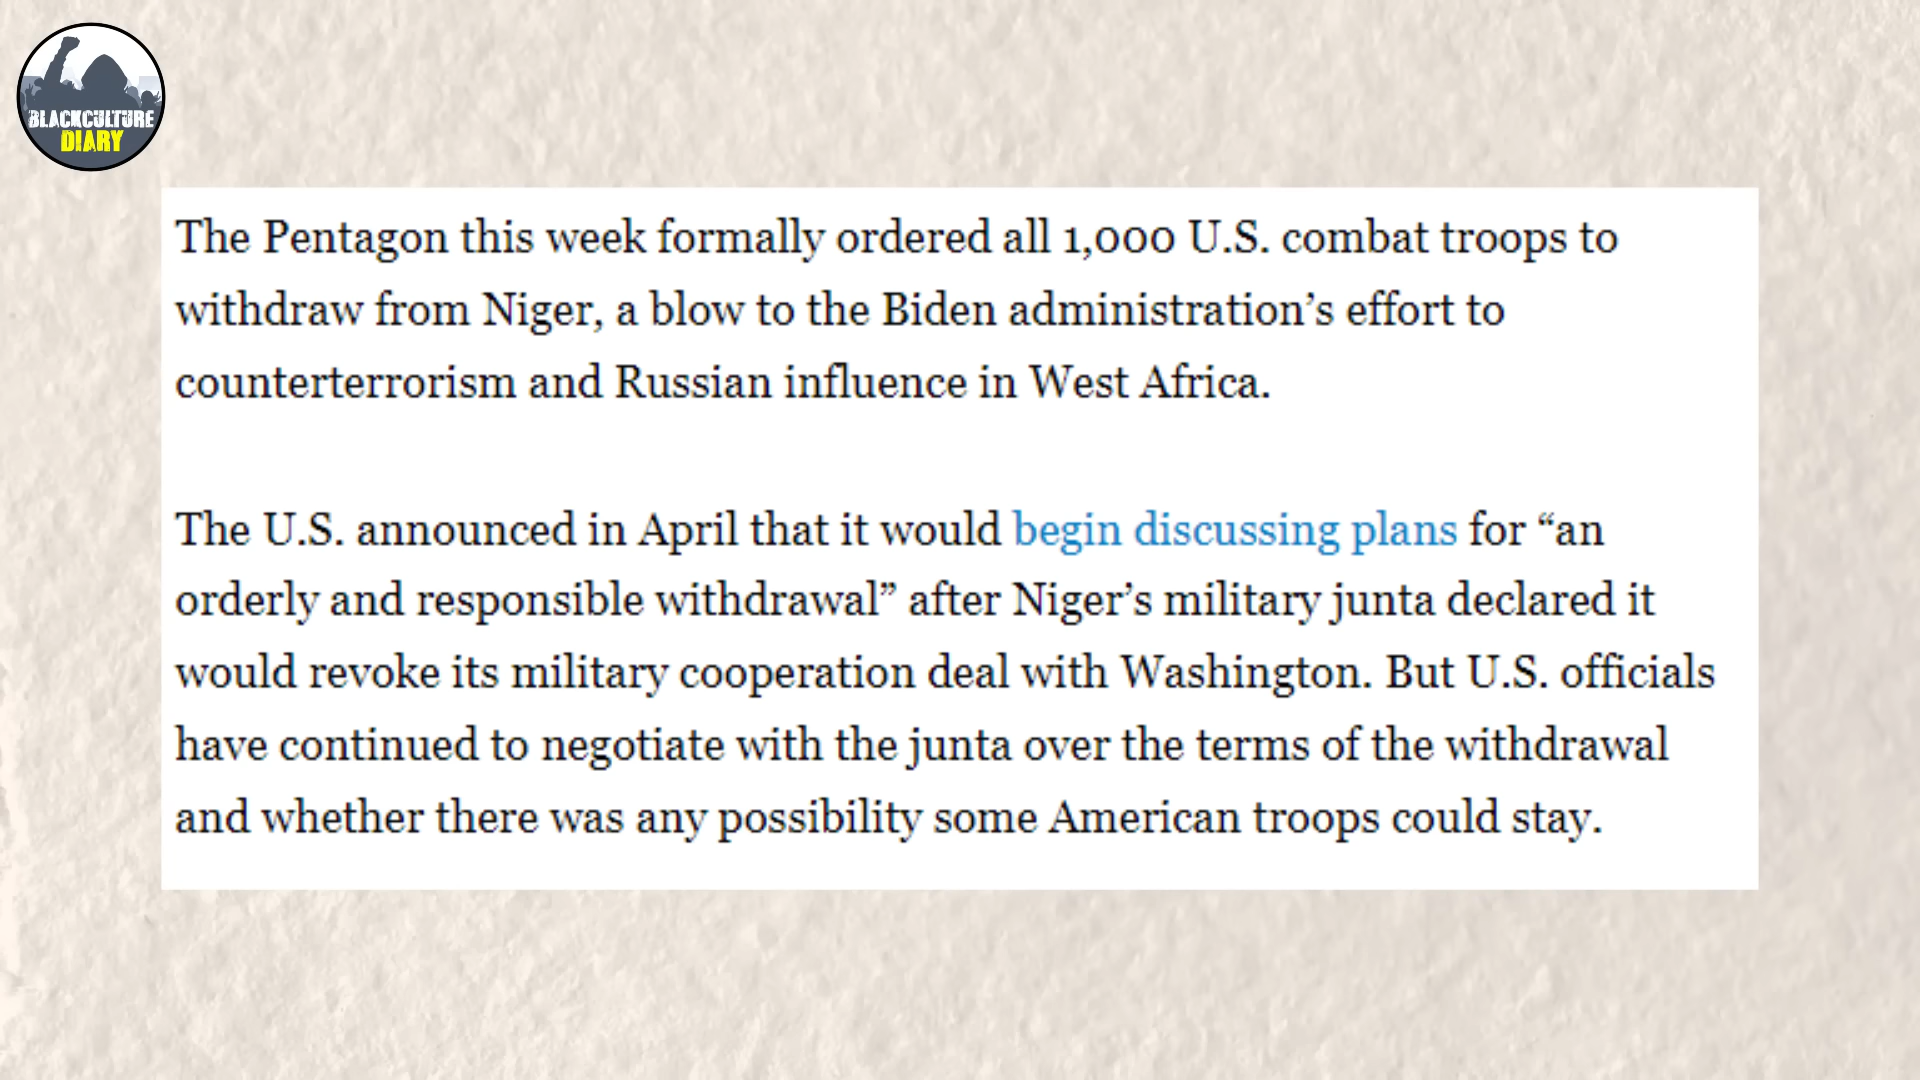 BLACKCULTURE
DIARY
The Pentagon this week formally ordered all 1,000 U.S. combat troops to
withdraw from Niger, a blow to the Biden administration’s effort to
counterterrorism and Russian influence in West Africa.
The U.S. announced in April that it would begin discussing plans for “an
orderly and responsible withdrawal” after Niger’s military junta declared it
would revoke its military cooperation deal with Washington. But U.S. officials
have continued to negotiate with the junta over the terms of the withdrawal
and whether there was any possibility some American troops could stay.